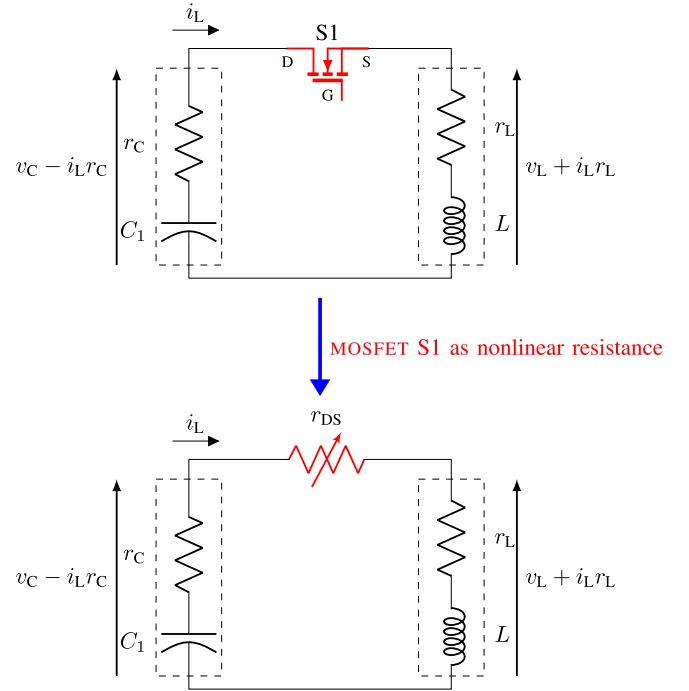 i_L
S1
D
S
G
r_C
r_L
v_C − i_L r_C
v_L + i_L r_L
C_1
L
MOSFET S1 as nonlinear resistance
r_DS
i_L
r_C
r_L
v_C − i_L r_C
v_L + i_L r_L
C_1
L